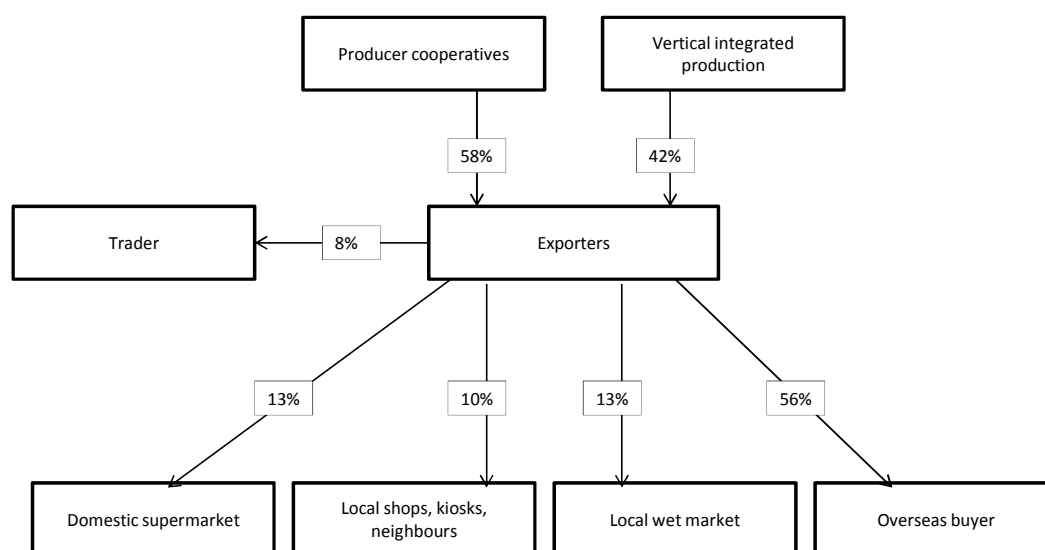 Producer cooperatives
Vertical integrated
production
58%
42%
Trader
8%
Exporters
13%
10%
13%
56%
Domestic supermarket
Local shops, kiosks,
neighbours
Local wet market
Overseas buyer